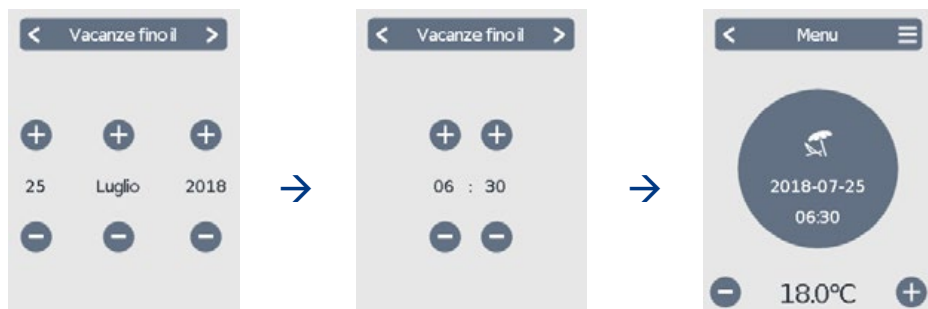 Vacanze fino il
25 Luglio 2018
Vacanze fino il
06 : 30
Menu
2018-07-25
06:30
18.0°C